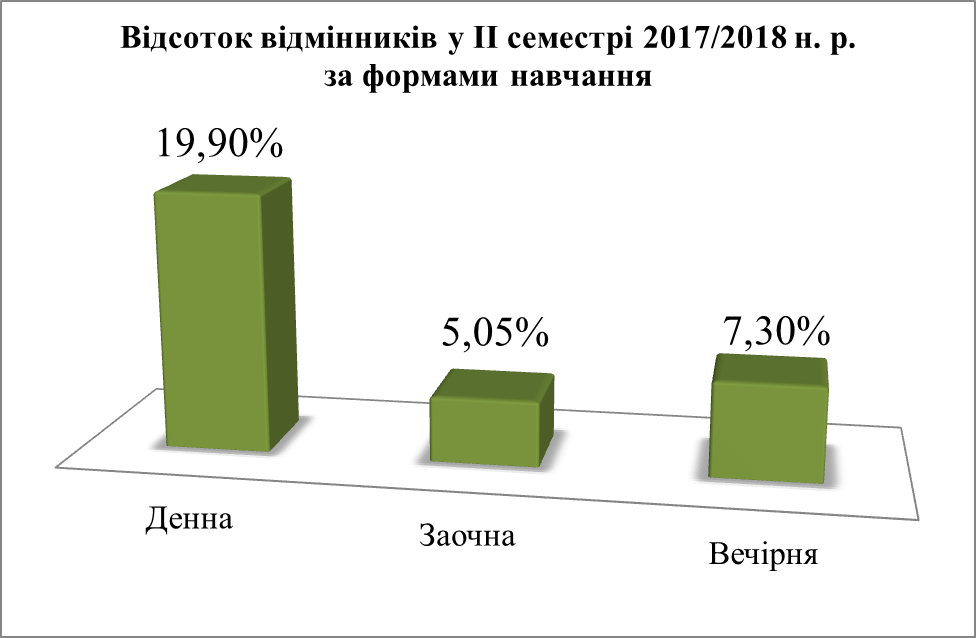 Відсоток відмінників у ІІ семестрі 2017/2018 н. р.
за формами навчання
19,90%
5,05%
7,30%
Денна
Заочна
Вечірня